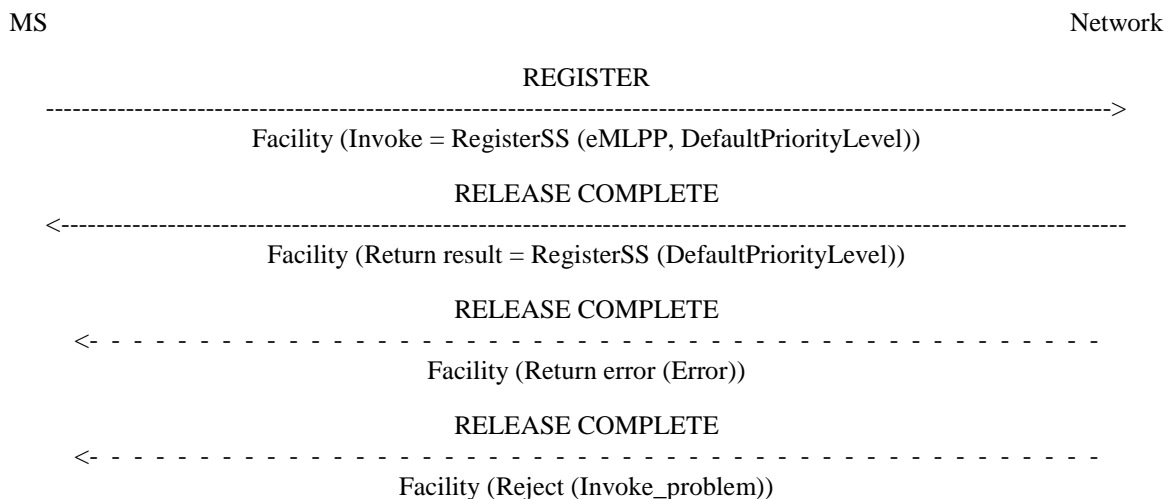 MS Network
REGISTER
Facility (Invoke = RegisterSS (eMLPP, DefaultPriorityLevel))
RELEASE COMPLETE
Facility (Return result = RegisterSS (DefaultPriorityLevel))
RELEASE COMPLETE
Facility (Return error (Error))
RELEASE COMPLETE
Facility (Reject (Invoke_problem))